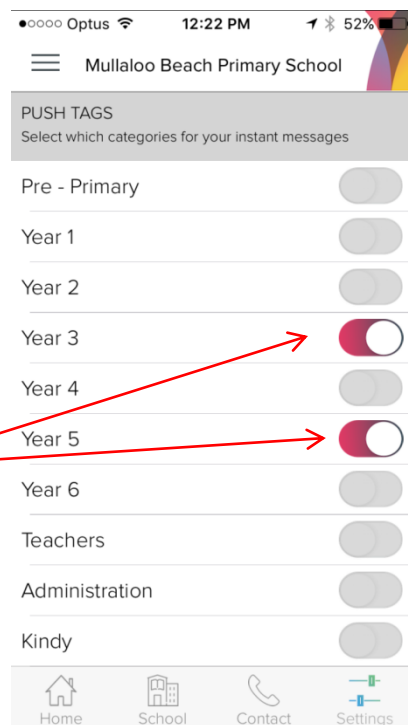 Optus 12:22 PM 52%
Mullaloo Beach Primary School
PUSH TAGS
Select which categories for your instant messages
Pre - Primary
Year 1
Year 2
Year 3
Year 4
Year 5
Year 6
Teachers
Administration
Kindy
Home School Contact Settings